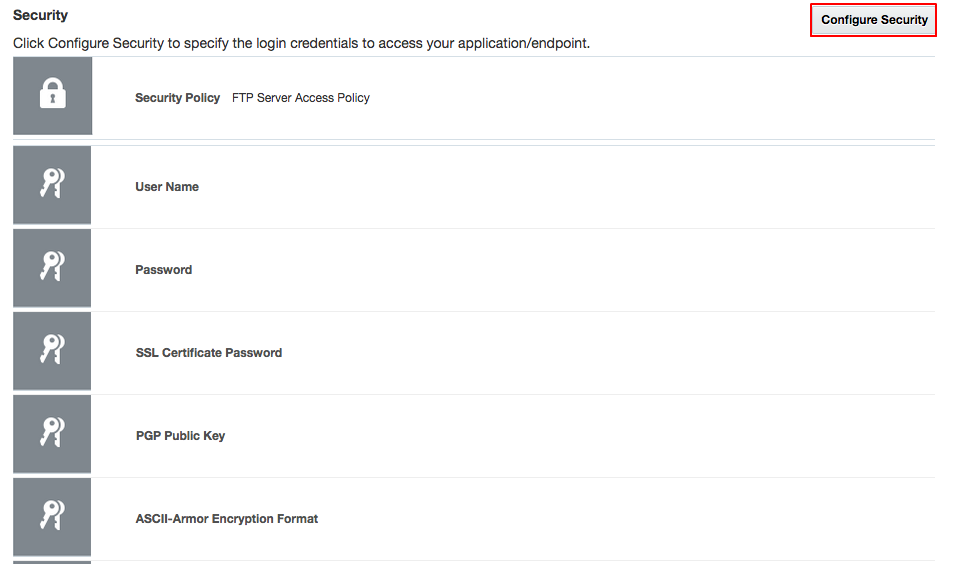 Security
Configure Security
Click Configure Security to specify the login credentials to access your application/endpoint.
Security Policy FTP Server Access Policy
User Name
Password
SSL Certificate Password
PGP Public Key
ASCII-Armor Encryption Format